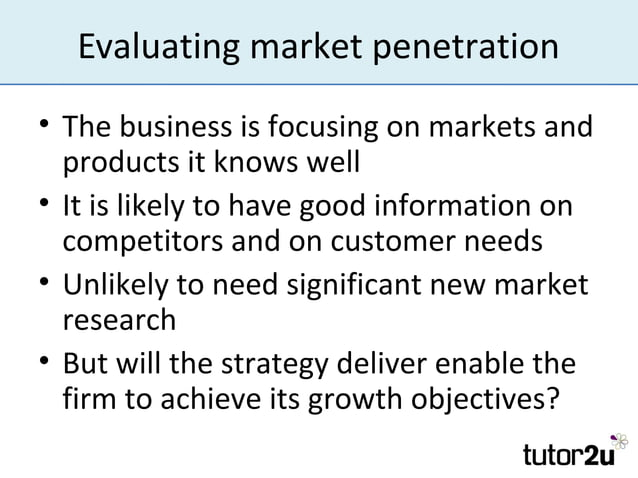 Evaluating market penetration
• The business is focusing on markets and
products it knows well
• It is likely to have good information on
competitors and on customer needs
• Unlikely to need significant new market
research
• But will the strategy deliver enable the
firm to achieve its growth objectives?
tutor2u